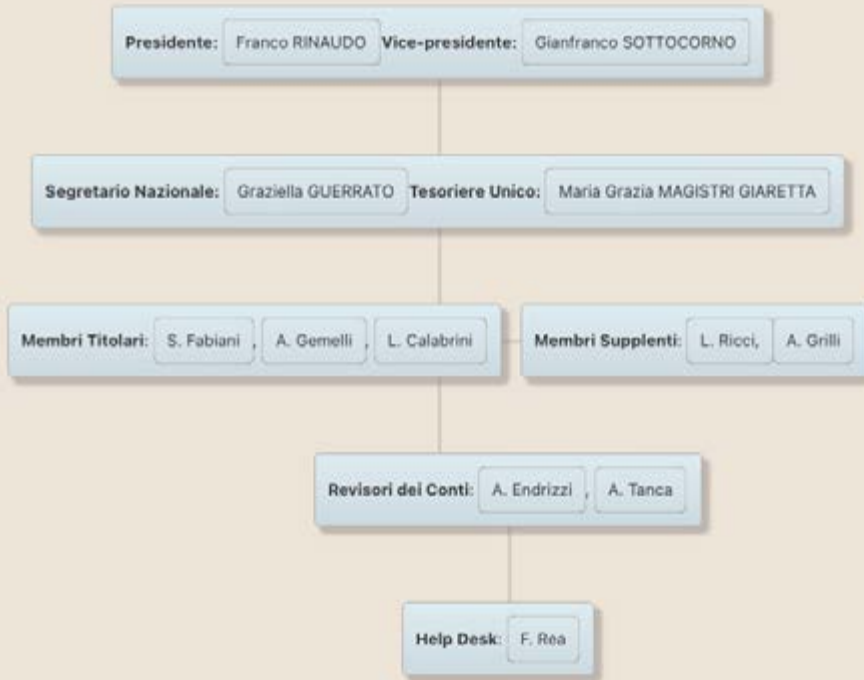 Presidente: Franco RINAUDO Vice-presidente: Gianfranco SOTTOCORNO
Segretario Nazionale: Graziella GUERRATO Tesoriere Unico: Maria Grazia MAGISTRI GIARETTA
Membri Titolari: S. Fabiani , A. Gemelli , L. Calabrini Membri Supplenti: L. Ricci, A. Grilli
Revisori dei Conti: A. Endrizzi , A. Tanca
Help Desk: F. Rea